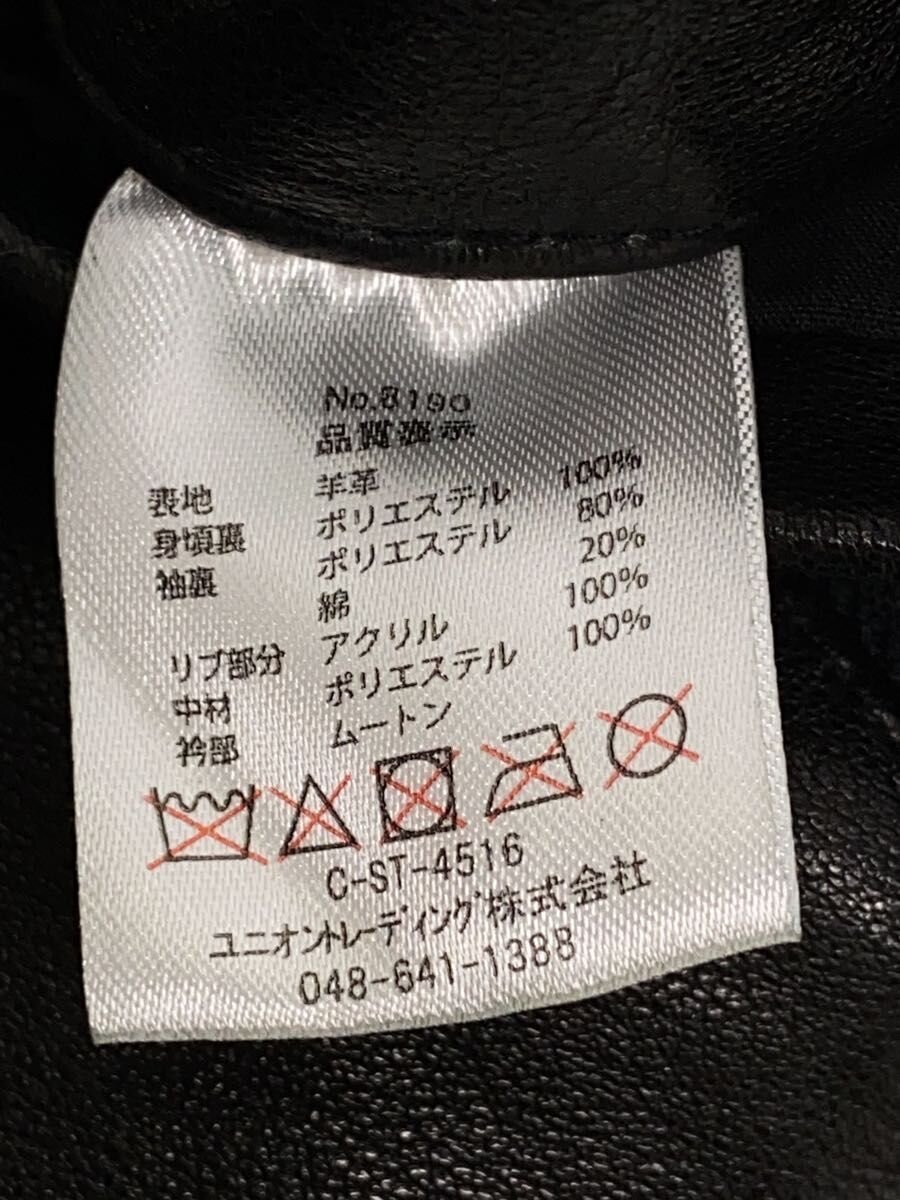 No.8190
品質表示
表地 羊革
身頃裏 ポリエステル 100%
袖裏 ポリエステル 80%
綿 20%
リブ部分 アクリル 100%
中材 ポリエステル 100%
衿部 ムートン
C-ST-4516
ユニオントレーディング株式会社
048-641-1388